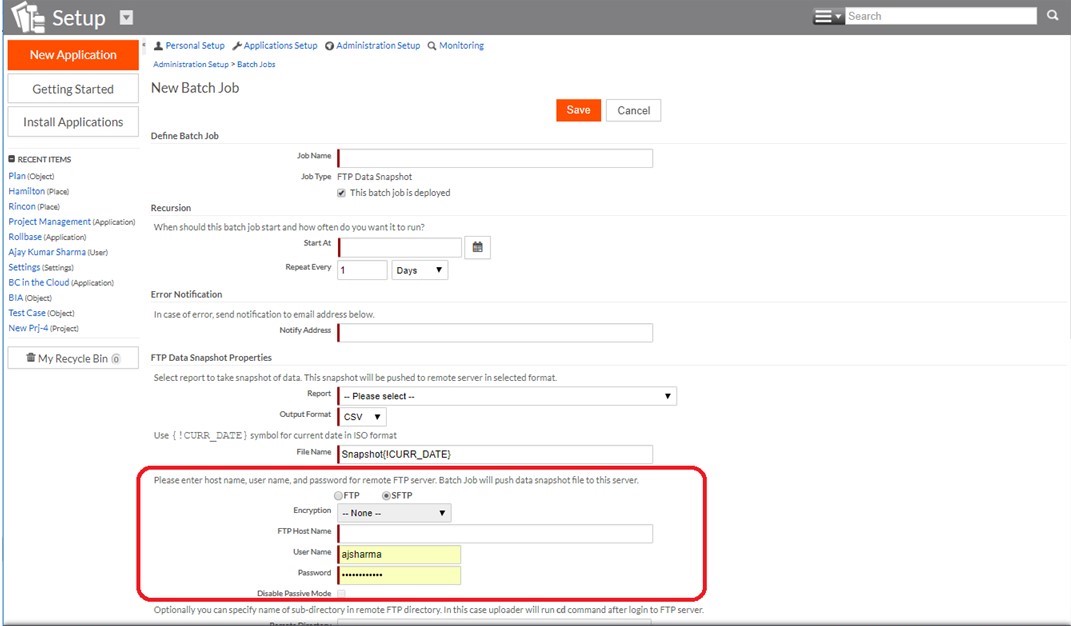 Setup
Search
New Application
Getting Started
Install Applications
RECENT ITEMS
Plan (Object)
Hamilton (Place)
Rincon (Place)
Project Management (Application)
Rollbase (Application)
Ajay Kumar Sharma (User)
Settings (Settings)
BC in the Cloud (Application)
BIA (Object)
Test Case (Object)
New Prj-4 (Project)
My Recycle Bin (0)
Personal Setup Applications Setup Administration Setup Monitoring
Administration Setup > Batch Jobs
New Batch Job
Save Cancel
Define Batch Job
Job Name
Job Type FTP Data Snapshot
This batch job is deployed
Recursion
When should this batch job start and how often do you want it to run?
Start At
Repeat Every 1 Days
Error Notification
In case of error, send notification to email address below.
Notify Address
FTP Data Snapshot Properties
Select report to take snapshot of data. This snapshot will be pushed to remote server in selected format.
Report -- Please select --
Output Format CSV
Use {!CURR_DATE} symbol for current date in ISO format
File Name Snapshot{!CURR_DATE}
Please enter host name, user name, and password for remote FTP server. Batch Job will push data snapshot file to this server.
FTP SFTP
Encryption -- None --
FTP Host Name
User Name ajsharma
Password ••••••••••••
Disable Passive Mode
Optionally you can specify name of sub-directory in remote FTP directory. In this case uploader will run cd command after login to FTP server.
Remote Directory